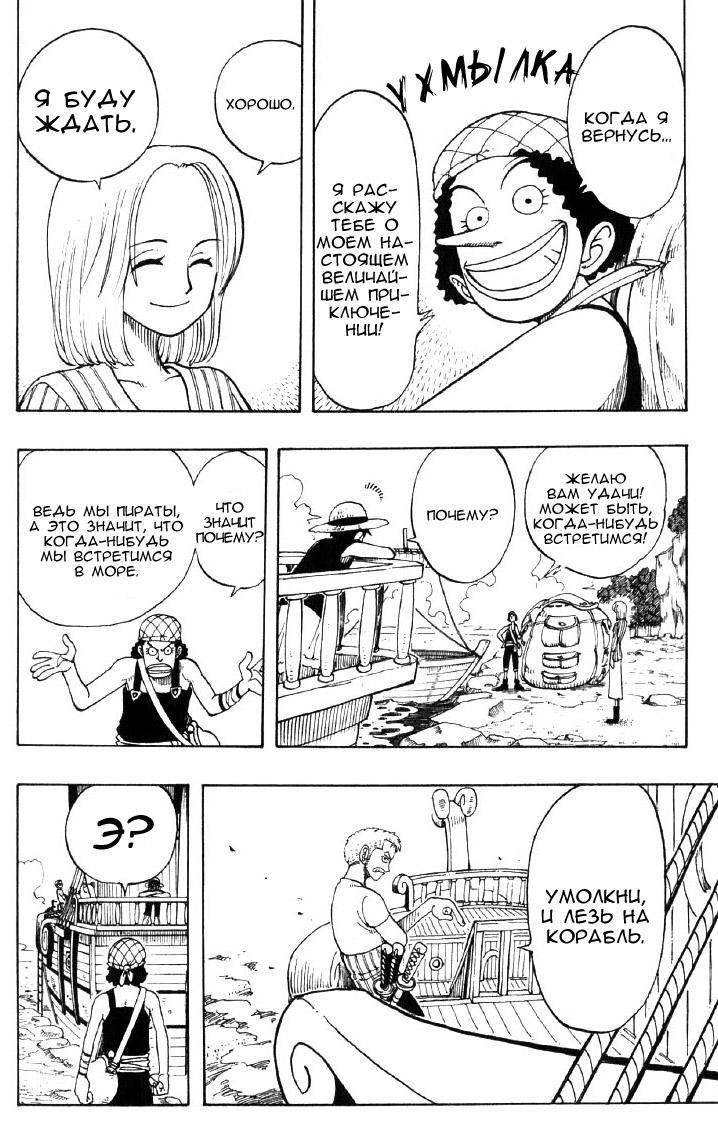 КОГДА Я
ВЕРНУСЬ...
УХМЫЛКА
Я РАС-
СКАЖУ
ТЕБЕ О
МОЕМ НА-
СТОЯЩЕМ
ВЕЛИЧАЙ-
ШЕМ ПРИ-
КЛЮЧЕ-
НИИ!
ХОРОШО.
Я БУДУ
ЖДАТЬ.
ЖЕЛАЮ
ВАМ УДАЧИ!
МОЖЕТ БЫТЬ,
КОГДА-НИБУДЬ
ВСТРЕТИМСЯ!
ПОЧЕМУ?
ЧТО
ЗНАЧИТ
ПОЧЕМУ?
ВЕДЬ МЫ ПИРАТЫ,
А ЭТО ЗНАЧИТ, ЧТО
КОГДА-НИБУДЬ
МЫ ВСТРЕТИМСЯ
В МОРЕ.
УМОЛКНИ,
И ЛЕЗЬ НА
КОРАБЛЬ.
Э?